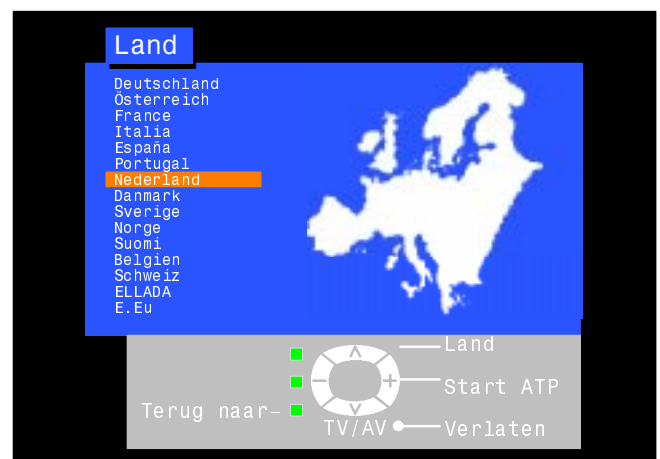 Land
Deutschland
Österreich
France
Italia
España
Portugal
Nederland
Danmark
Sverige
Norge
Suomi
Belgien
Schweiz
ELLADA
E.Eu
Land
Start ATP
Terug naar
TV/AV
Verlaten